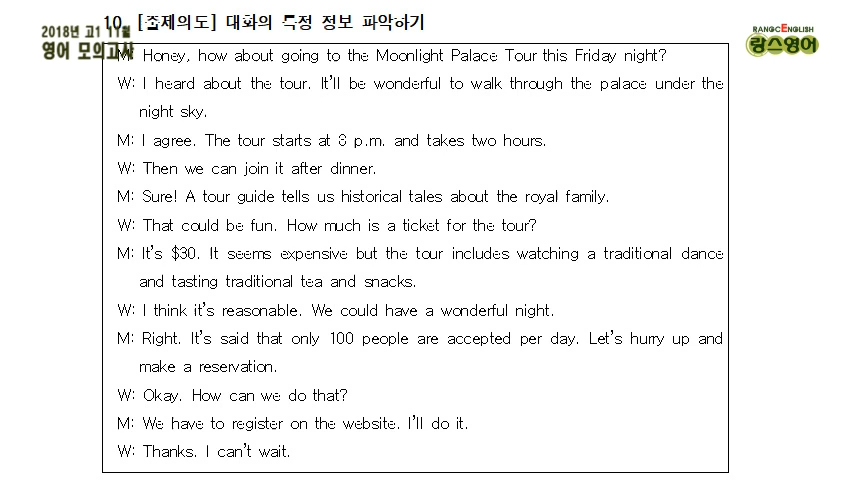 10. [출제의도] 대화의 특정 정보 파악하기
2018년 고1 11월
영어 모의고사
RANGCENGLISH
랑스영어
M: Honey, how about going to the Moonlight Palace Tour this Friday night?
W: I heard about the tour. It's'll be wonderful to walk through the palace under the
night sky.
M: I agree. The tour starts at 8 p.m. and takes two hours.
W: Then we can join it after dinner.
M: Sure! A tour guide tells us historical tales about the royal family.
W: That could be fun. How much is a ticket for the tour?
M: It's $30. It seems expensive but the tour includes watching a traditional dance
and tasting traditional tea and snacks.
W: I think it's reasonable. We could have a wonderful night.
M: Right. It's said that only 100 people are accepted per day. Let's hurry up and
make a reservation.
W: Okay. How can we do that?
M: We have to register on the website. I'll do it.
W: Thanks. I can't wait.